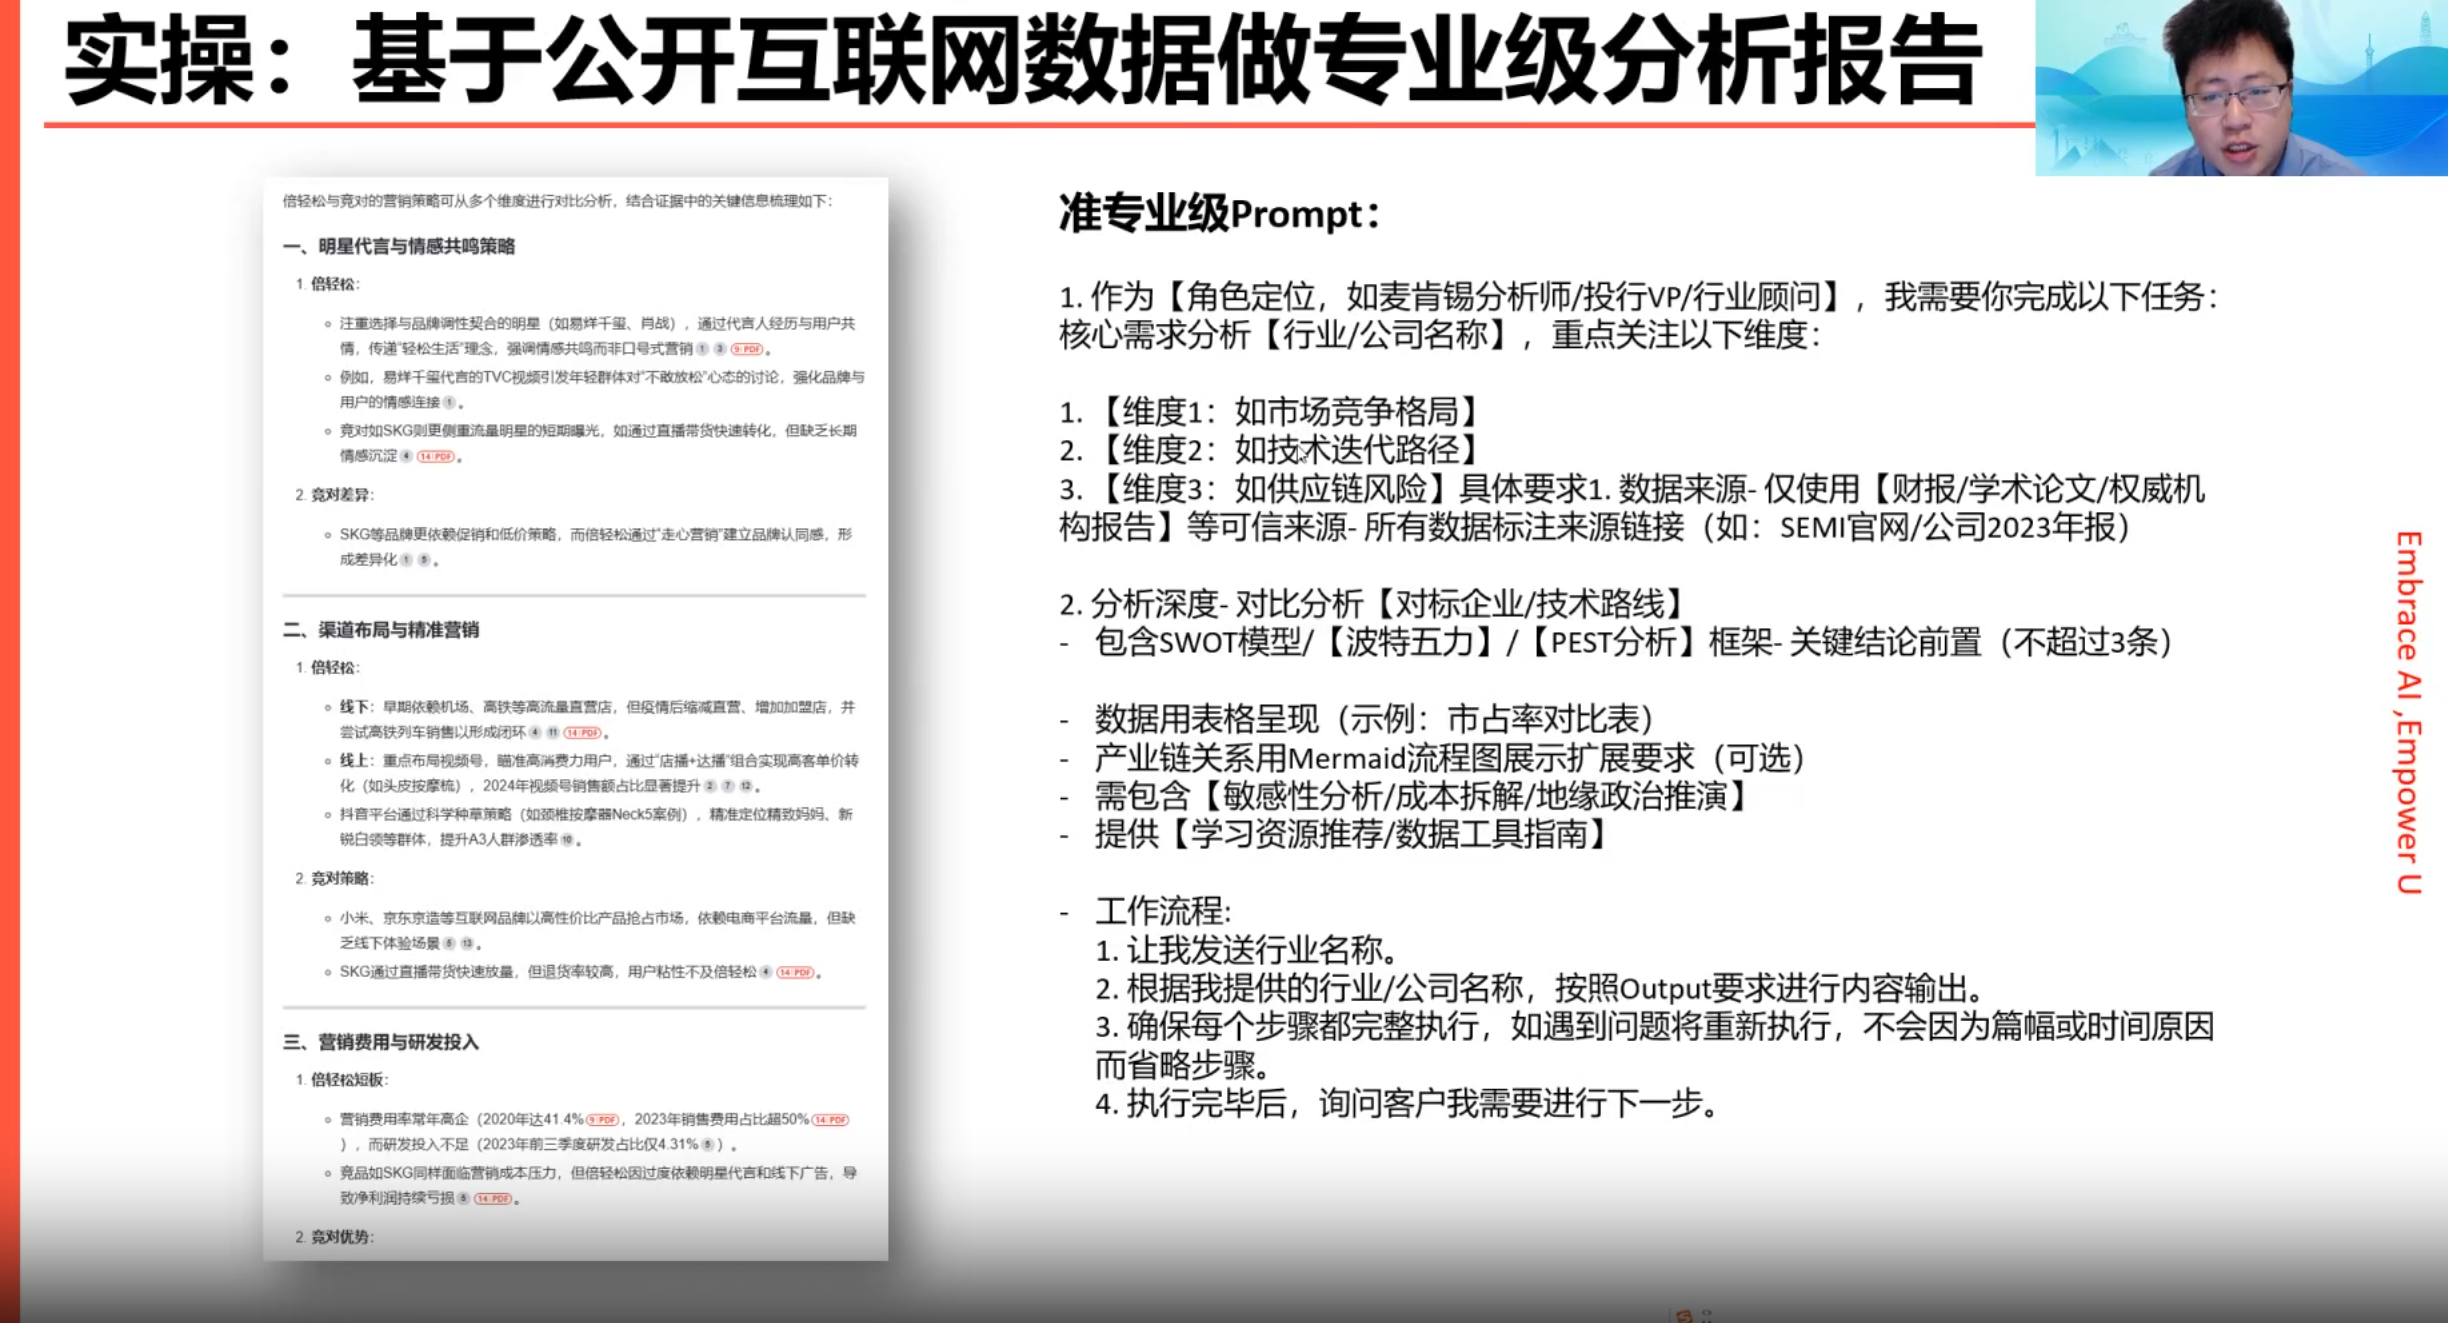 实操：基于公开互联网数据做专业级分析报告
倍轻松与竞对的营销策略可从多个维度进行对比分析，结合证据中的关键信息梳理如下：
一、明星代言与情感共鸣策略
1. 倍轻松：
注重选择与品牌调性契合的明星（如易烊千玺、肖战），通过代言人经历与用户共
情，传递“轻松生活”理念，强调情感共鸣而非口号式营销 1 3 9 PDF 。
例如，易烊千玺代言的TVC视频引发年轻群体对“不敢放松”心态的讨论，强化品牌与
用户的情感连接 1 。
竞对如SKG则更侧重流量明星的短期曝光，如通过直播带货快速转化，但缺乏长期
情感沉淀 4 14 PDF 。
2. 竞对差异：
SKG等品牌更依赖促销和低价策略，而倍轻松通过“走心营销”建立品牌认同感，形
成差异化 1 5 。
二、渠道布局与精准营销
1. 倍轻松：
线下：早期依赖机场、高铁等高流量直营店，但疫情后缩减直营、增加加盟店，并
尝试高铁列车销售以形成闭环 4 11 14 PDF 。
线上：重点布局视频号，瞄准高消费力用户，通过“店播+达播”组合实现高客单价转
化（如头皮按摩梳），2024年视频号销售额占比显著提升 2 7 12 。
抖音平台通过科学种草策略（如颈椎按摩器Neck5案例），精准定位精致妈妈、新
锐白领等群体，提升A3人群渗透率 10 。
2. 竞对策略：
小米、京东京造等互联网品牌以高性价比产品抢占市场，依赖电商平台流量，但缺
乏线下体验场景 6 13 。
SKG通过直播带货快速放量，但退货率较高，用户粘性不及倍轻松 4 14 PDF 。
三、营销费用与研发投入
1. 倍轻松短板：
营销费用率常年高企（2020年达41.4% 9 PDF ，2023年销售费用占比超50% 14 PDF
），而研发投入不足（2023年前三季度研发占比仅4.31% 6 ）。
竞品如SKG同样面临营销成本压力，但倍轻松因过度依赖明星代言和线下广告，导
致净利润持续亏损 6 14 PDF 。
2. 竞对优势：
准专业级Prompt：
1. 作为【角色定位，如麦肯锡分析师/投行VP/行业顾问】，我需要你完成以下任务：
核心需求分析【行业/公司名称】，重点关注以下维度：
1. 【维度1：如市场竞争格局】
2. 【维度2：如技术迭代路径】
3. 【维度3：如供应链风险】具体要求1. 数据来源- 仅使用【财报/学术论文/权威机
构报告】等可信来源- 所有数据标注来源链接（如：SEMI官网/公司2023年报）
2. 分析深度- 对比分析【对标企业/技术路线】
- 包含SWOT模型/【波特五力】/【PEST分析】框架- 关键结论前置（不超过3条）
- 数据用表格呈现（示例：市占率对比表）
- 产业链关系用Mermaid流程图展示扩展要求（可选）
- 需包含【敏感性分析/成本拆解/地缘政治推演】
- 提供【学习资源推荐/数据工具指南】
- 工作流程:
1. 让我发送行业名称。
2. 根据我提供的行业/公司名称，按照Output要求进行内容输出。
3. 确保每个步骤都完整执行，如遇到问题将重新执行，不会因为篇幅或时间原因
而省略步骤。
4. 执行完毕后，询问客户我需要进行下一步。
Embrace AI ,Empower U